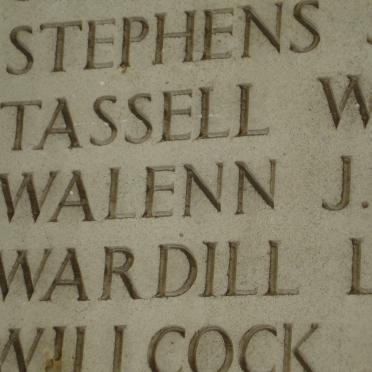 STEPHENS
TASSELL W
WALENN J.
WARDILL L
WILLCOCK